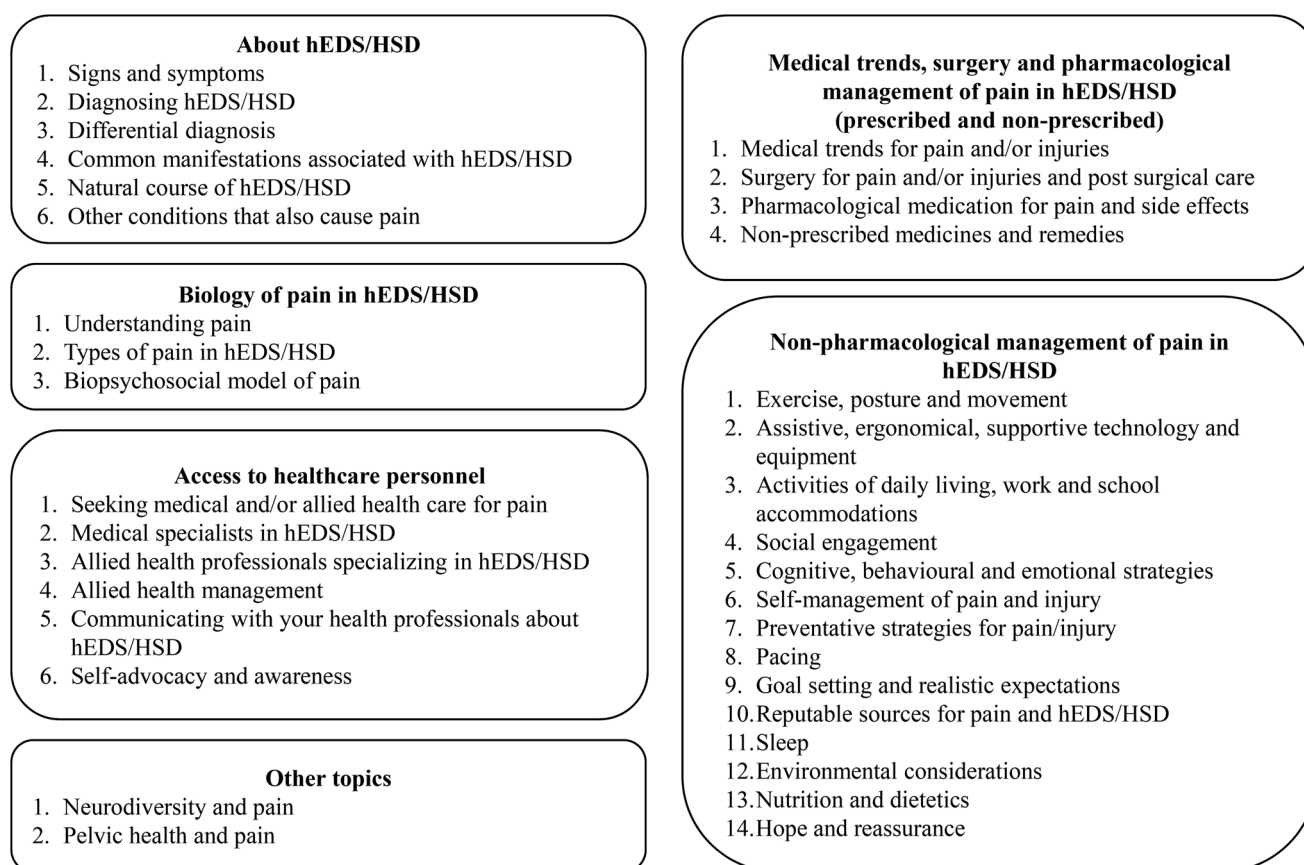 About hEDS/HSD
1. Signs and symptoms
2. Diagnosing hEDS/HSD
3. Differential diagnosis
4. Common manifestations associated with hEDS/HSD
5. Natural course of hEDS/HSD
6. Other conditions that also cause pain
Biology of pain in hEDS/HSD
1. Understanding pain
2. Types of pain in hEDS/HSD
3. Biopsychosocial model of pain
Access to healthcare personnel
1. Seeking medical and/or allied health care for pain
2. Medical specialists in hEDS/HSD
3. Allied health professionals specializing in hEDS/HSD
4. Allied health management
5. Communicating with your health professionals about
hEDS/HSD
6. Self-advocacy and awareness
Other topics
1. Neurodiversity and pain
2. Pelvic health and pain
Medical trends, surgery and pharmacological
management of pain in hEDS/HSD
(prescribed and non-prescribed)
1. Medical trends for pain and/or injuries
2. Surgery for pain and/or injuries and post surgical care
3. Pharmacological medication for pain and side effects
4. Non-prescribed medicines and remedies
Non-pharmacological management of pain in
hEDS/HSD
1. Exercise, posture and movement
2. Assistive, ergonomical, supportive technology and
equipment
3. Activities of daily living, work and school
accommodations
4. Social engagement
5. Cognitive, behavioural and emotional strategies
6. Self-management of pain and injury
7. Preventative strategies for pain/injury
8. Pacing
9. Goal setting and realistic expectations
10. Reputable sources for pain and hEDS/HSD
11. Sleep
12. Environmental considerations
13. Nutrition and dietetics
14. Hope and reassurance